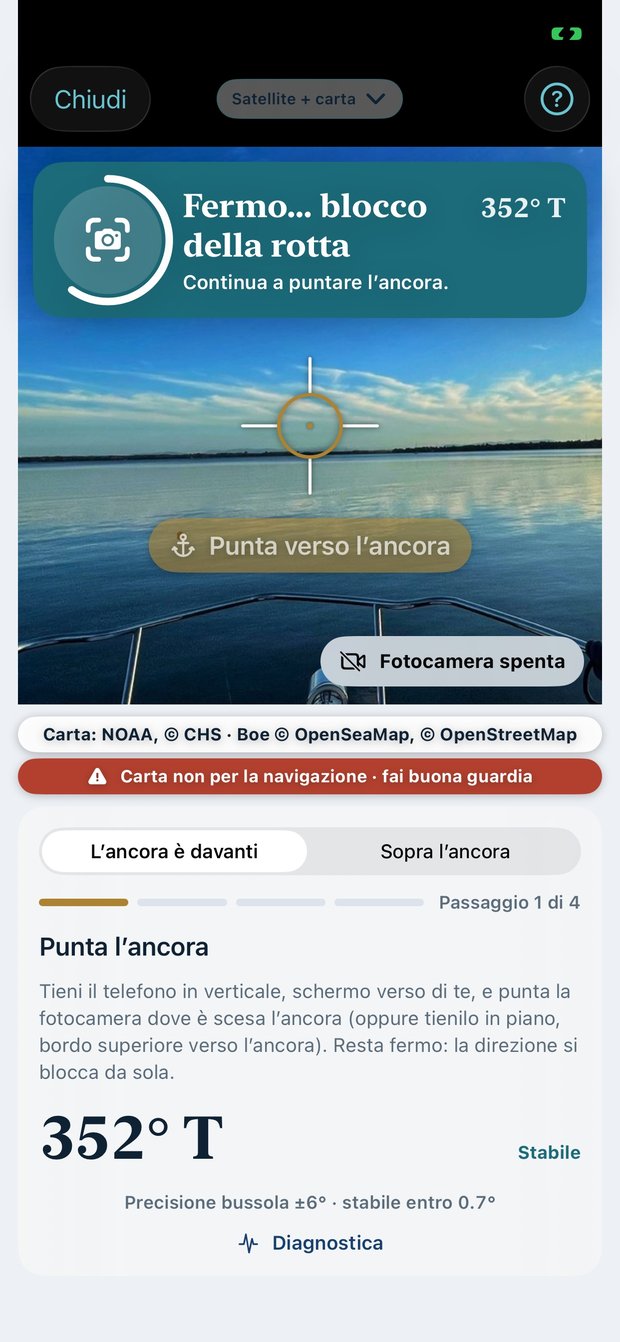 Chiudi
Satellite + carta
?
Fermo... blocco
della rotta
352° T
Continua a puntare l’ancora.
Punta verso l’ancora
Fotocamera spenta
Carta: NOAA, © CHS · Boe © OpenSeaMap, © OpenStreetMap
Carta non per la navigazione · fai buona guardia
L’ancora è davanti
Sopra l’ancora
Passaggio 1 di 4
Punta l’ancora
Tieni il telefono in verticale, schermo verso di te, e punta la
fotocamera dove è scesa l’ancora (oppure tienilo in piano,
bordo superiore verso l’ancora). Resta fermo: la direzione si
blocca da sola.
352° T
Stabile
Precisione bussola ±6° · stabile entro 0.7°
Diagnostica